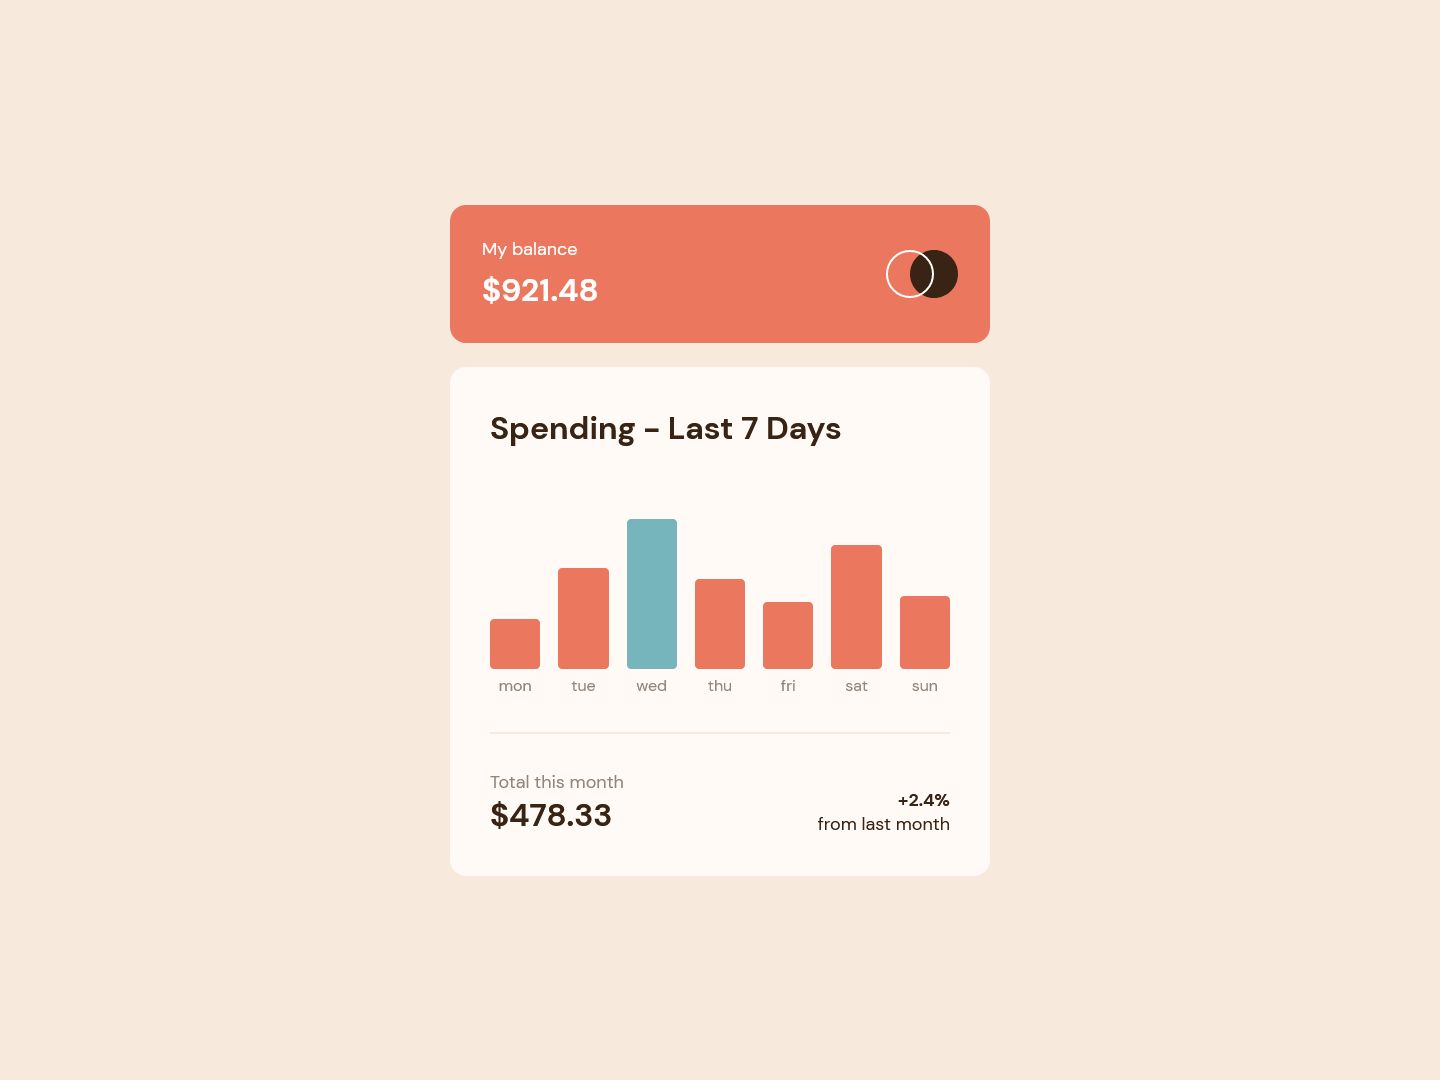 My balance
$921.48
Spending - Last 7 Days
mon tue wed thu fri sat sun
Total this month
$478.33
+2.4%
from last month